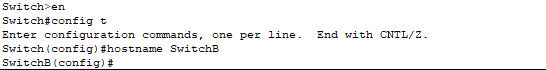 Switch>en
Switch#config t
Enter configuration commands, one per line.  End with CNTL/Z.
Switch(config)#hostname SwitchB
SwitchB(config)#